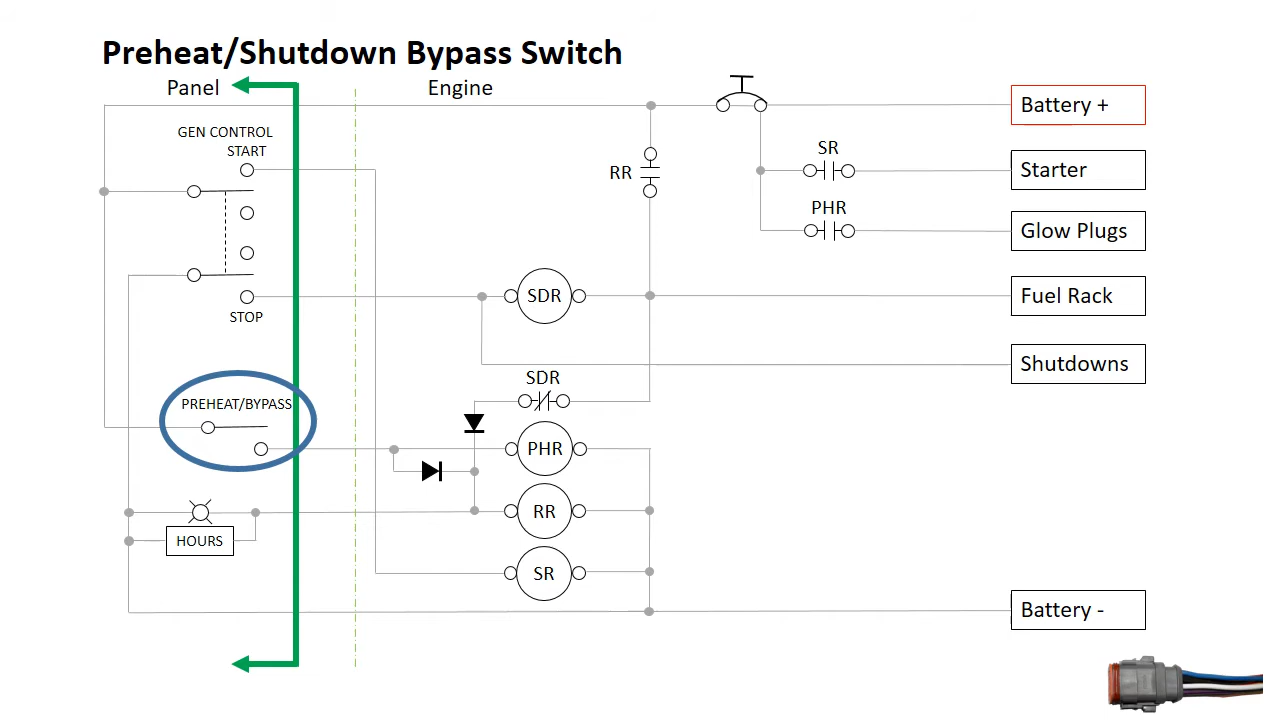 Preheat/Shutdown Bypass Switch
Panel
Engine
Battery +
GEN CONTROL
START
SR
Starter
RR
PHR
Glow Plugs
SDR
Fuel Rack
STOP
Shutdowns
SDR
PREHEAT/BYPASS
PHR
RR
HOURS
SR
Battery -